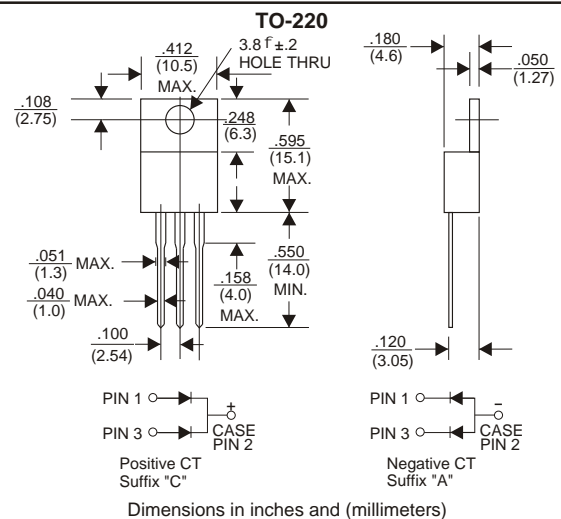 TO-220
.412
(10.5)
MAX.
3.8 f ±.2
HOLE THRU
.180
(4.6)
.050
(1.27)
.108
(2.75)
.248
(6.3)
.595
(15.1)
MAX.
.051
(1.3)
MAX.
.040
(1.0)
MAX.
.158
(4.0)
MAX.
.550
(14.0)
MIN.
.100
(2.54)
.120
(3.05)
PIN 1
+
PIN 3
CASE
PIN 2
Positive CT
Suffix "C"
PIN 1
−
PIN 3
CASE
PIN 2
Negative CT
Suffix "A"
Dimensions in inches and (millimeters)